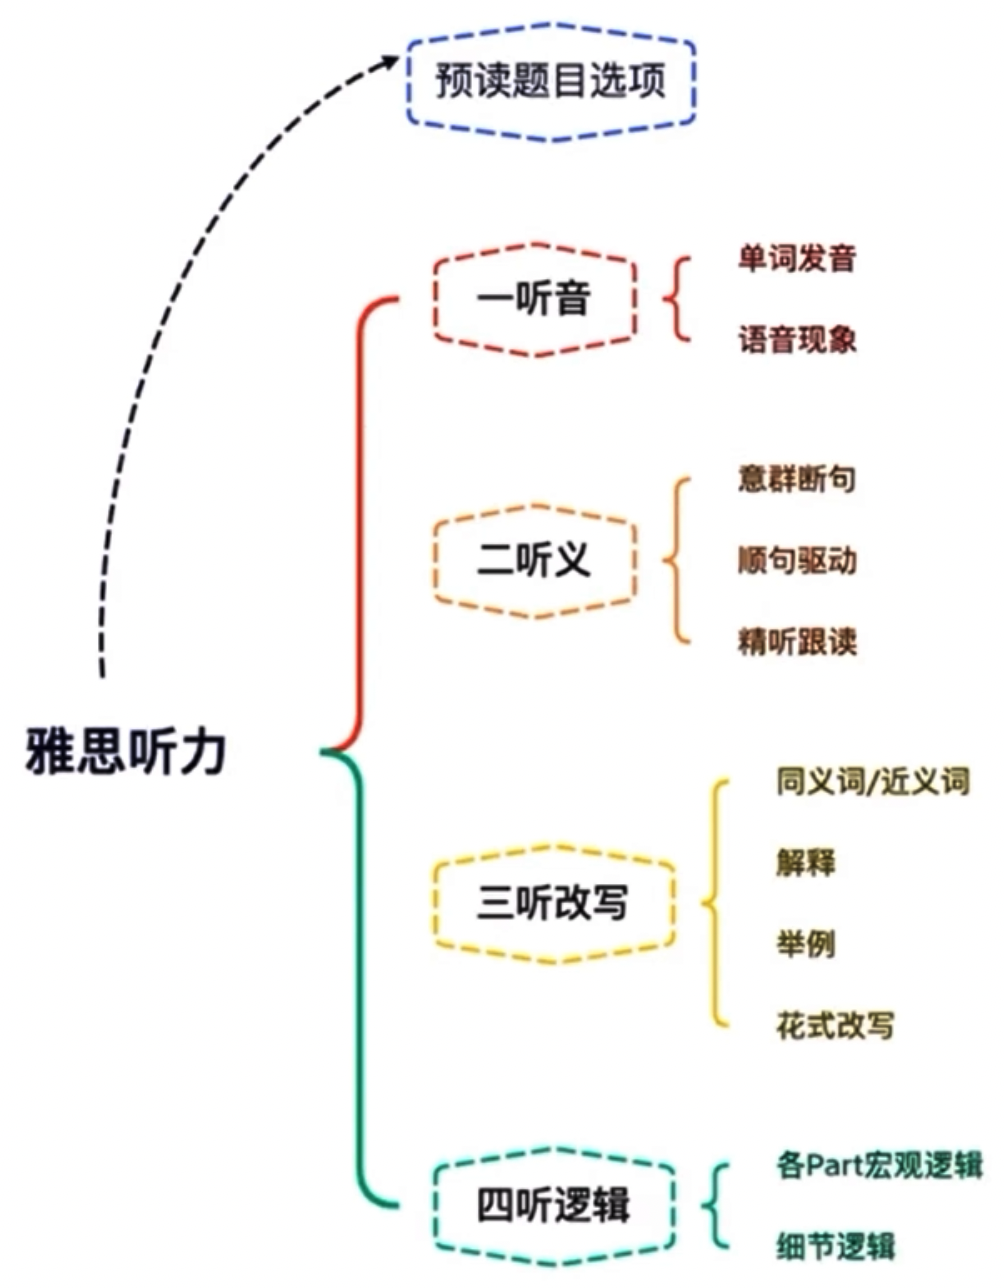 预读题目选项
一听音
单词发音
语音现象
二听义
意群断句
顺句驱动
精听跟读
雅思听力
三听改写
同义词/近义词
解释
举例
花式改写
四听逻辑
各Part宏观逻辑
细节逻辑